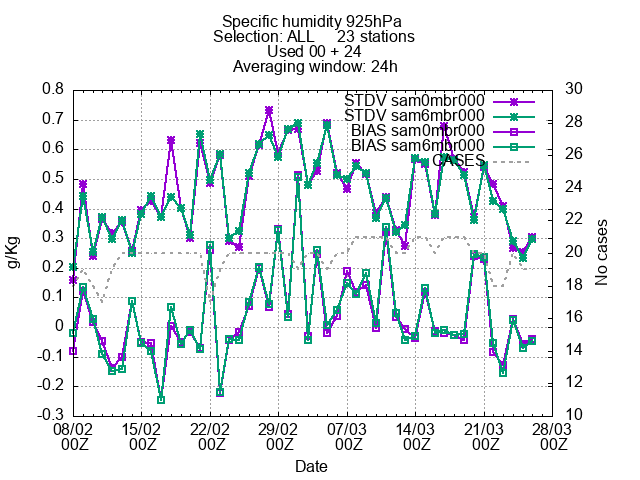 Specific humidity 925hPa
Selection: ALL 23 stations
Used 00 + 24
Averaging window: 24h
STDV sam0mbr000
STDV sam6mbr000
BIAS sam0mbr000
BIAS sam6mbr000
CASES
0.8
0.7
0.6
0.5
0.4
0.3
0.2
0.1
0
-0.1
-0.2
-0.3
g/Kg
30
28
26
24
22
20
18
16
14
12
10
No cases
08/02 15/02 22/02 29/02 07/03 14/03 21/03 28/03
00Z 00Z 00Z 00Z 00Z 00Z 00Z 00Z
Date